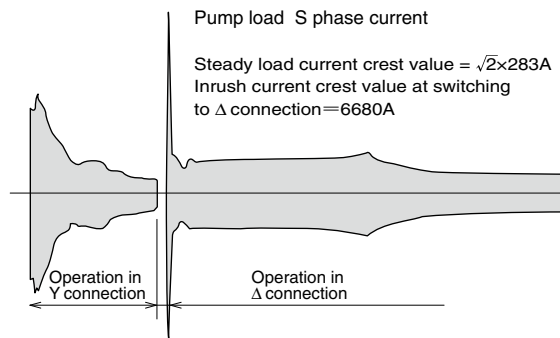 Pump load S phase current
Steady load current crest value = √2×283A
Inrush current crest value at switching
to Δ connection=6680A
Operation in
Y connection
Operation in
Δ connection